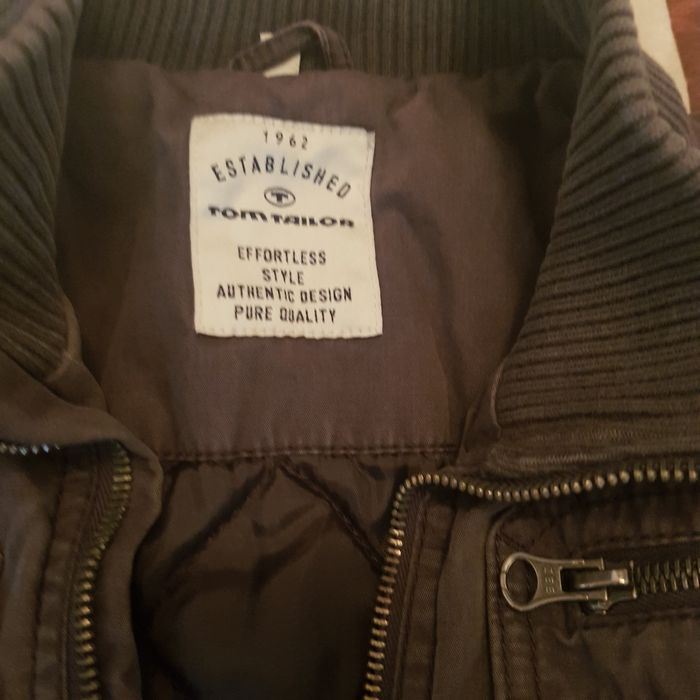 1962
ESTABLISHED
T
TOM TAILOR
EFFORTLESS
STYLE
AUTHENTIC DESIGN
PURE QUALITY